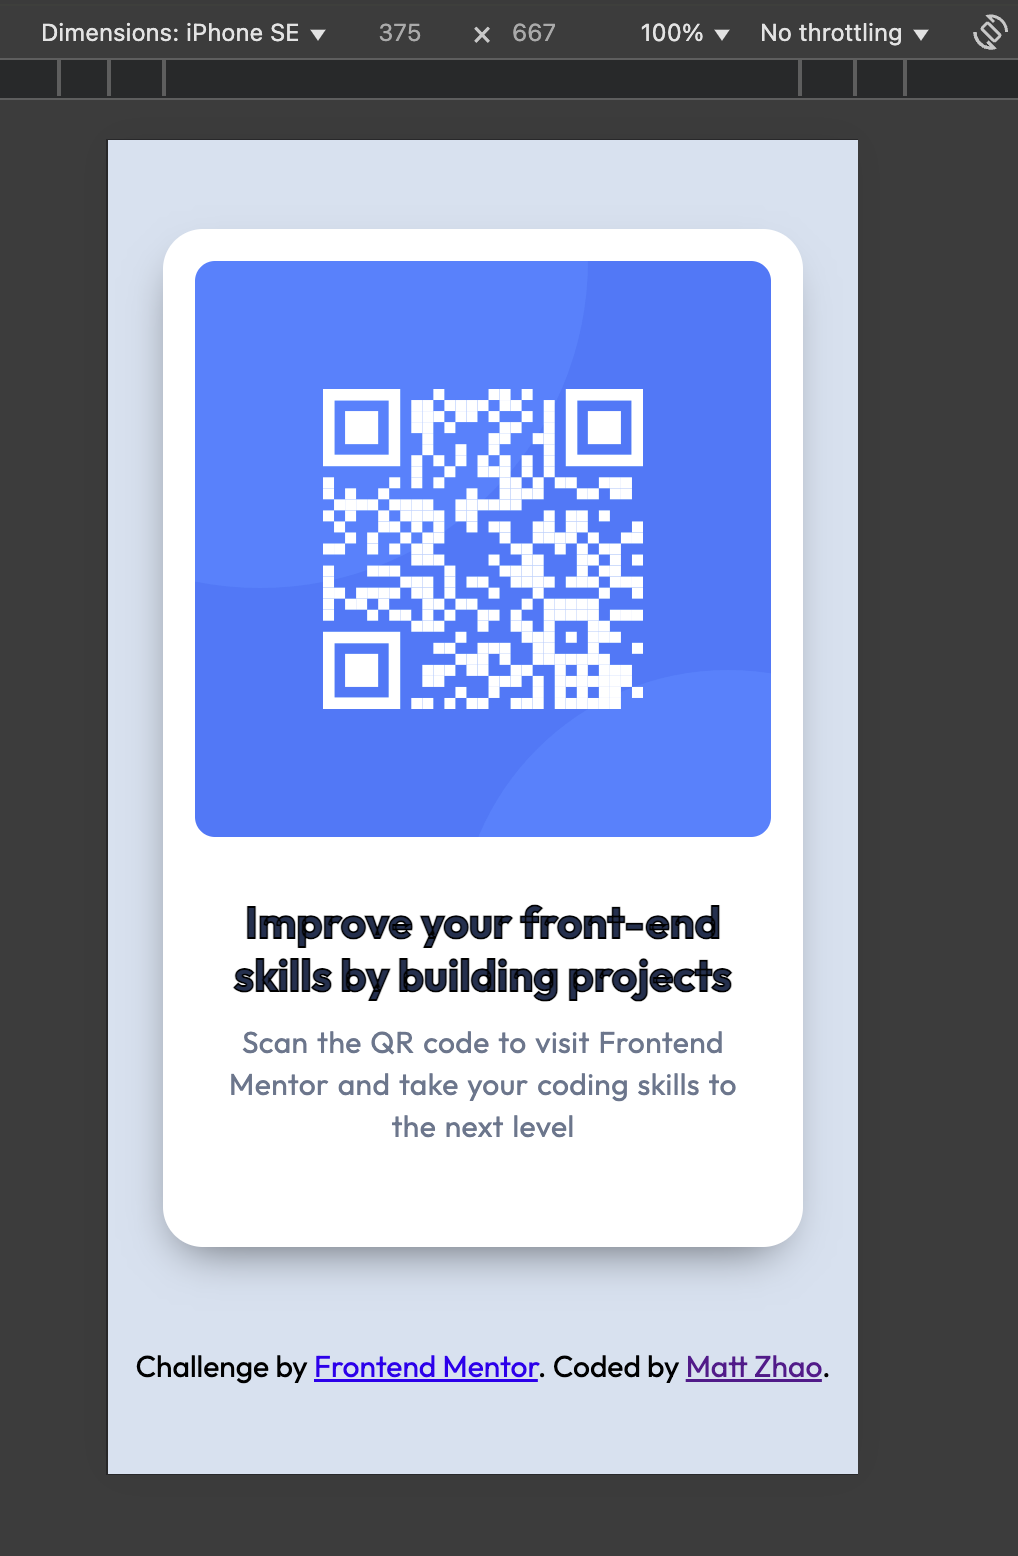 Dimensions: iPhone SE ▼ 375 × 667 100% ▼ No throttling ▼
Improve your front-end
skills by building projects
Scan the QR code to visit Frontend
Mentor and take your coding skills to
the next level
Challenge by Frontend Mentor. Coded by Matt Zhao.